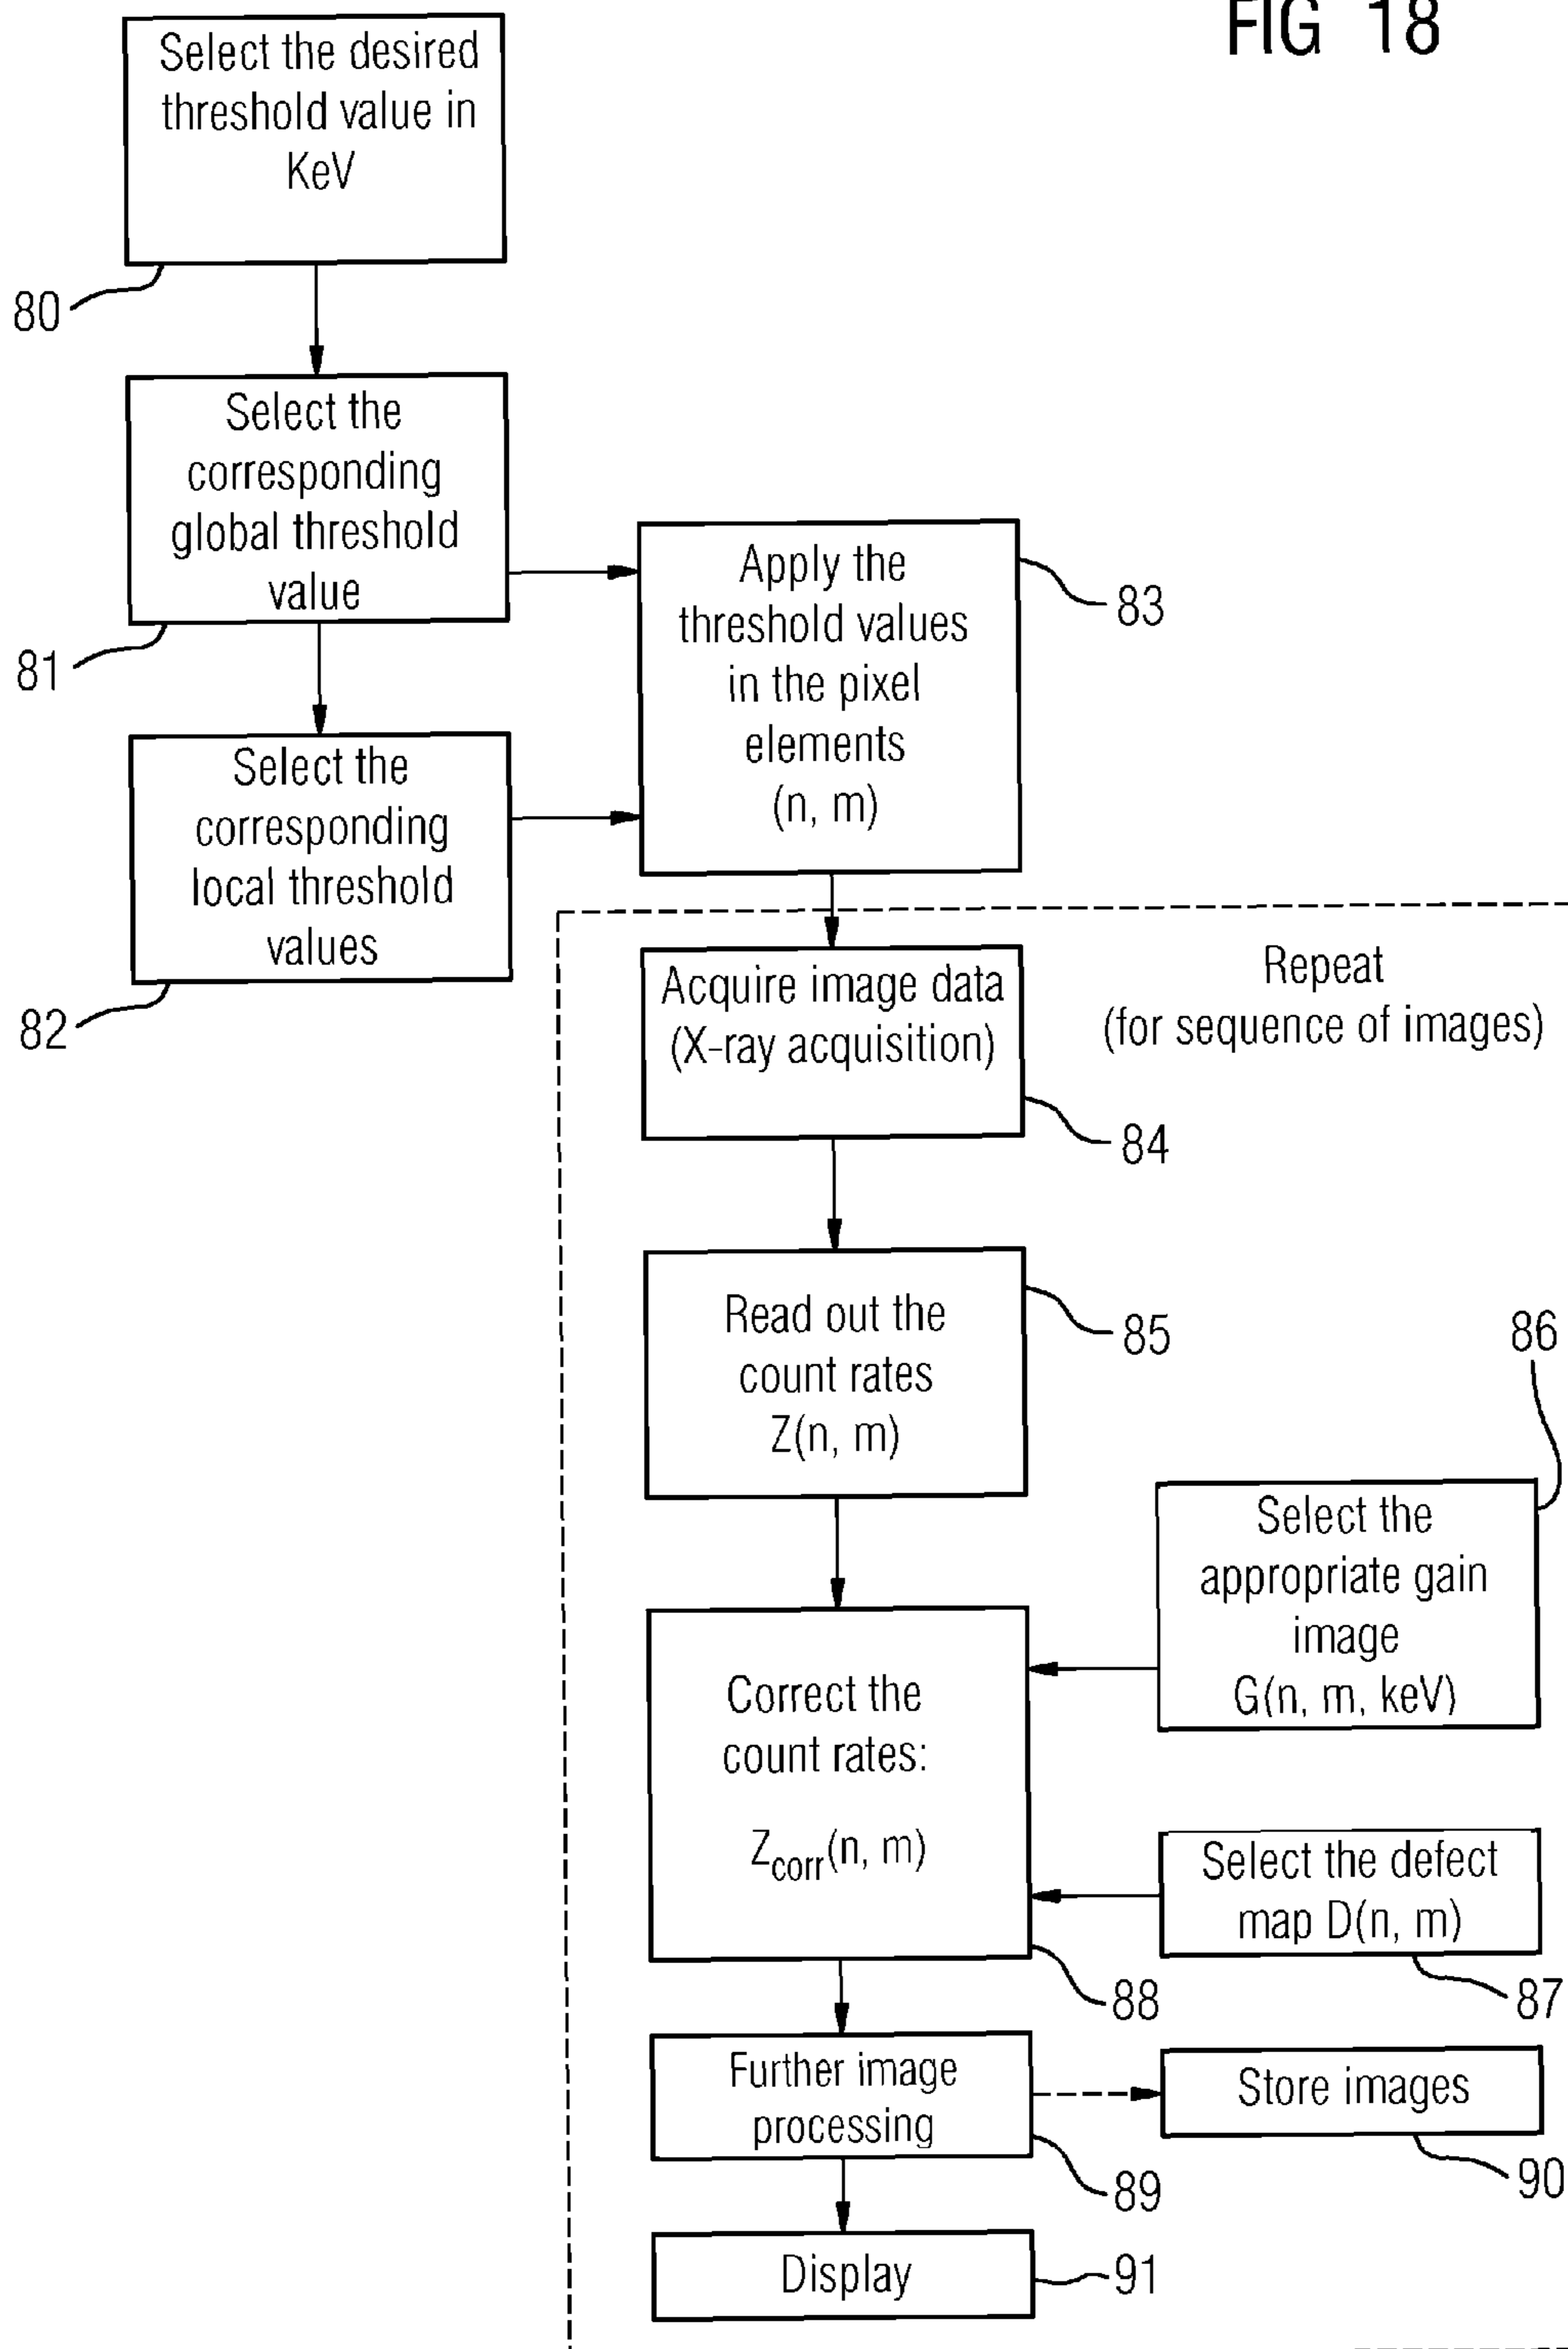 FIG 18
Select the desired
threshold value in
KeV
80
Select the
corresponding
global threshold
value
81
Select the
corresponding
local threshold
values
82
Apply the
threshold values
in the pixel
elements
(n, m)
83
Repeat
(for sequence of images)
Acquire image data
(X-ray acquisition)
84
Read out the
count rates
Z(n, m)
85
86
Select the
appropriate gain
image
G(n, m, keV)
Correct the
count rates:
Zcorr(n, m)
88
Select the defect
map D(n, m)
87
Further image
processing
89
Store images
90
Display
91